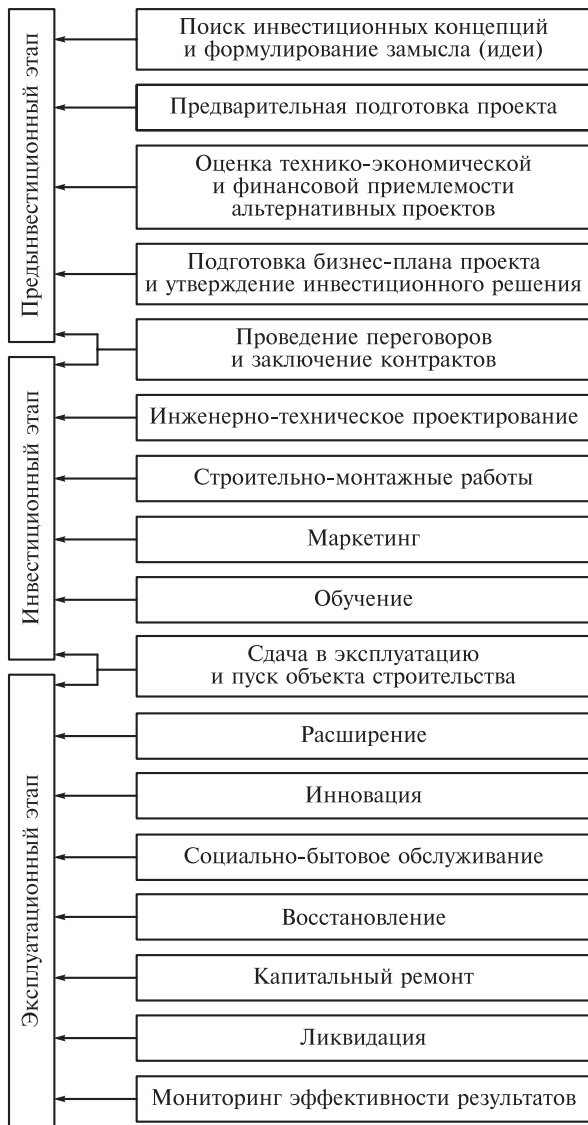 Предынвестиционный этап
Поиск инвестиционных концепций
и формулирование замысла (идеи)
Предварительная подготовка проекта
Оценка технико-экономической
и финансовой приемлемости
альтернативных проектов
Подготовка бизнес-плана проекта
и утверждение инвестиционного решения
Проведение переговоров
и заключение контрактов
Инвестиционный этап
Инженерно-техническое проектирование
Строительно-монтажные работы
Маркетинг
Обучение
Сдача в эксплуатацию
и пуск объекта строительства
Эксплуатационный этап
Расширение
Инновация
Социально-бытовое обслуживание
Восстановление
Капитальный ремонт
Ликвидация
Мониторинг эффективности результатов